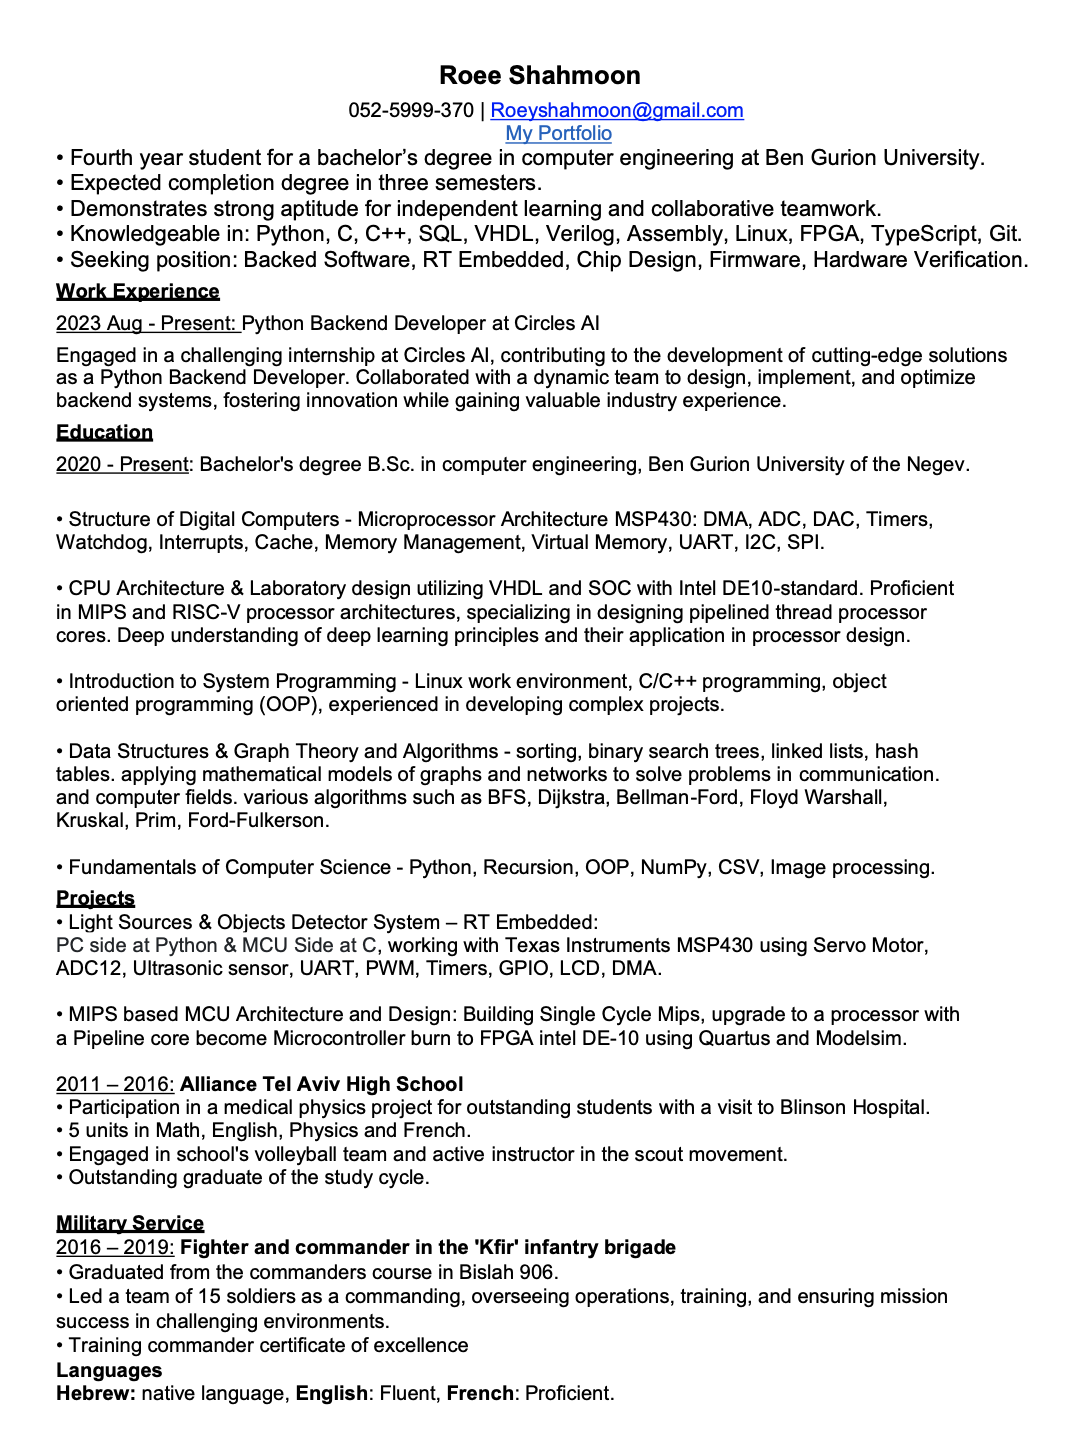 Roee Shahmoon
052-5999-370 | Roeyshahmoon@gmail.com
My Portfolio
• Fourth year student for a bachelor’s degree in computer engineering at Ben Gurion University.
• Expected completion degree in three semesters.
• Demonstrates strong aptitude for independent learning and collaborative teamwork.
• Knowledgeable in: Python, C, C++, SQL, VHDL, Verilog, Assembly, Linux, FPGA, TypeScript, Git.
• Seeking position: Backed Software, RT Embedded, Chip Design, Firmware, Hardware Verification.
Work Experience
2023 Aug - Present: Python Backend Developer at Circles AI
Engaged in a challenging internship at Circles AI, contributing to the development of cutting-edge solutions
as a Python Backend Developer. Collaborated with a dynamic team to design, implement, and optimize
backend systems, fostering innovation while gaining valuable industry experience.
Education
2020 - Present: Bachelor's degree B.Sc. in computer engineering, Ben Gurion University of the Negev.
• Structure of Digital Computers - Microprocessor Architecture MSP430: DMA, ADC, DAC, Timers,
Watchdog, Interrupts, Cache, Memory Management, Virtual Memory, UART, I2C, SPI.
• CPU Architecture & Laboratory design utilizing VHDL and SOC with Intel DE10-standard. Proficient
in MIPS and RISC-V processor architectures, specializing in designing pipelined thread processor
cores. Deep understanding of deep learning principles and their application in processor design.
• Introduction to System Programming - Linux work environment, C/C++ programming, object
oriented programming (OOP), experienced in developing complex projects.
• Data Structures & Graph Theory and Algorithms - sorting, binary search trees, linked lists, hash
tables. applying mathematical models of graphs and networks to solve problems in communication.
and computer fields. various algorithms such as BFS, Dijkstra, Bellman-Ford, Floyd Warshall,
Kruskal, Prim, Ford-Fulkerson.
• Fundamentals of Computer Science - Python, Recursion, OOP, NumPy, CSV, Image processing.
Projects
• Light Sources & Objects Detector System – RT Embedded:
PC side at Python & MCU Side at C, working with Texas Instruments MSP430 using Servo Motor,
ADC12, Ultrasonic sensor, UART, PWM, Timers, GPIO, LCD, DMA.
• MIPS based MCU Architecture and Design: Building Single Cycle Mips, upgrade to a processor with
a Pipeline core become Microcontroller burn to FPGA intel DE-10 using Quartus and Modelsim.
2011 – 2016: Alliance Tel Aviv High School
• Participation in a medical physics project for outstanding students with a visit to Blinson Hospital.
• 5 units in Math, English, Physics and French.
• Engaged in school's volleyball team and active instructor in the scout movement.
• Outstanding graduate of the study cycle.
Military Service
2016 – 2019: Fighter and commander in the 'Kfir' infantry brigade
• Graduated from the commanders course in Bislah 906.
• Led a team of 15 soldiers as a commanding, overseeing operations, training, and ensuring mission
success in challenging environments.
• Training commander certificate of excellence
Languages
Hebrew: native language, English: Fluent, French: Proficient.